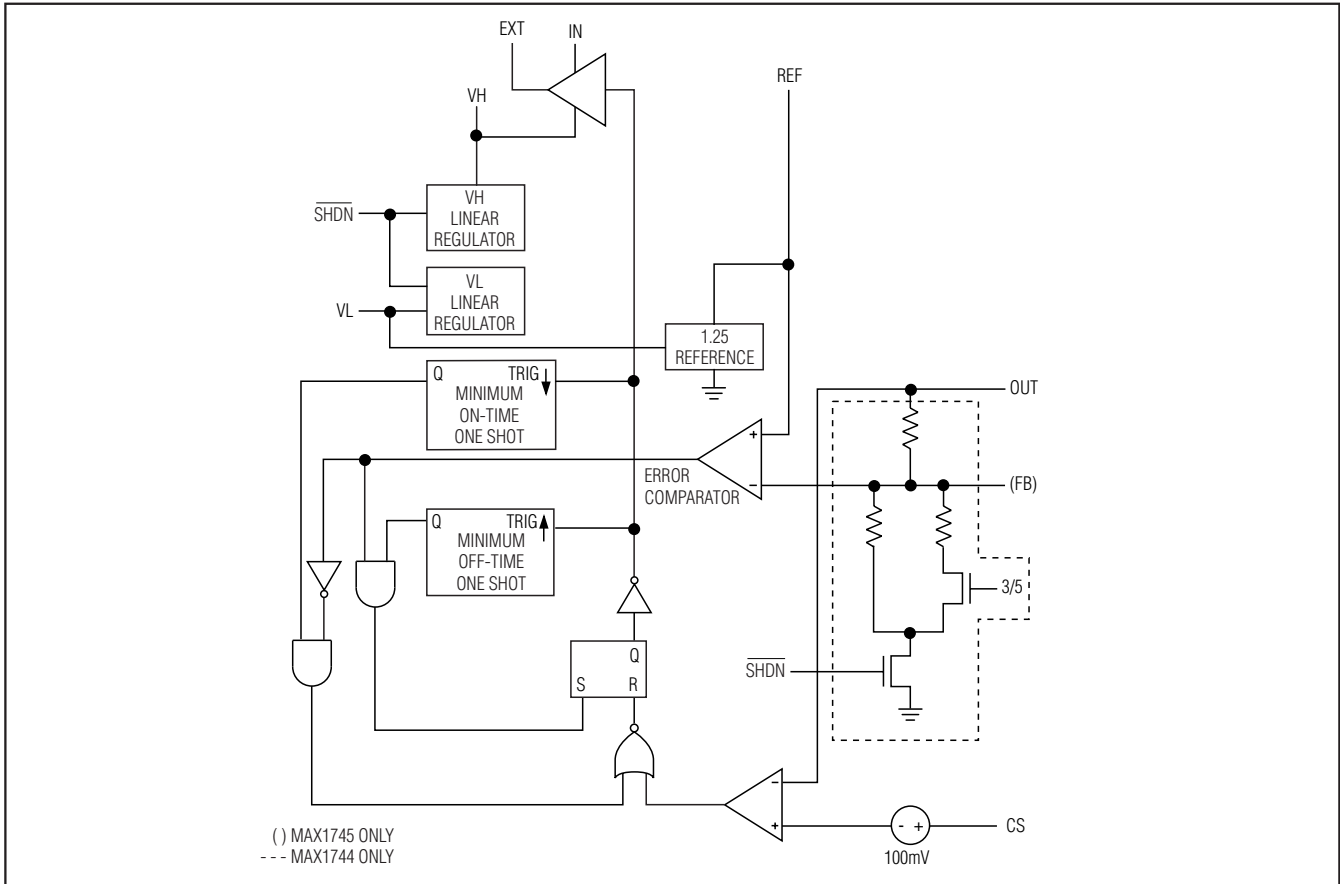 EXT
IN
REF
VH
VH
LINEAR
REGULATOR
SHDN
VL
LINEAR
REGULATOR
VL
1.25
REFERENCE
Q
TRIG
MINIMUM
ON-TIME
ONE SHOT
OUT
+
-
ERROR
COMPARATOR
(FB)
Q
TRIG
MINIMUM
OFF-TIME
ONE SHOT
3/5
Q
S
R
SHDN
-
+
- +
CS
100mV
( ) MAX1745 ONLY
- - - MAX1744 ONLY